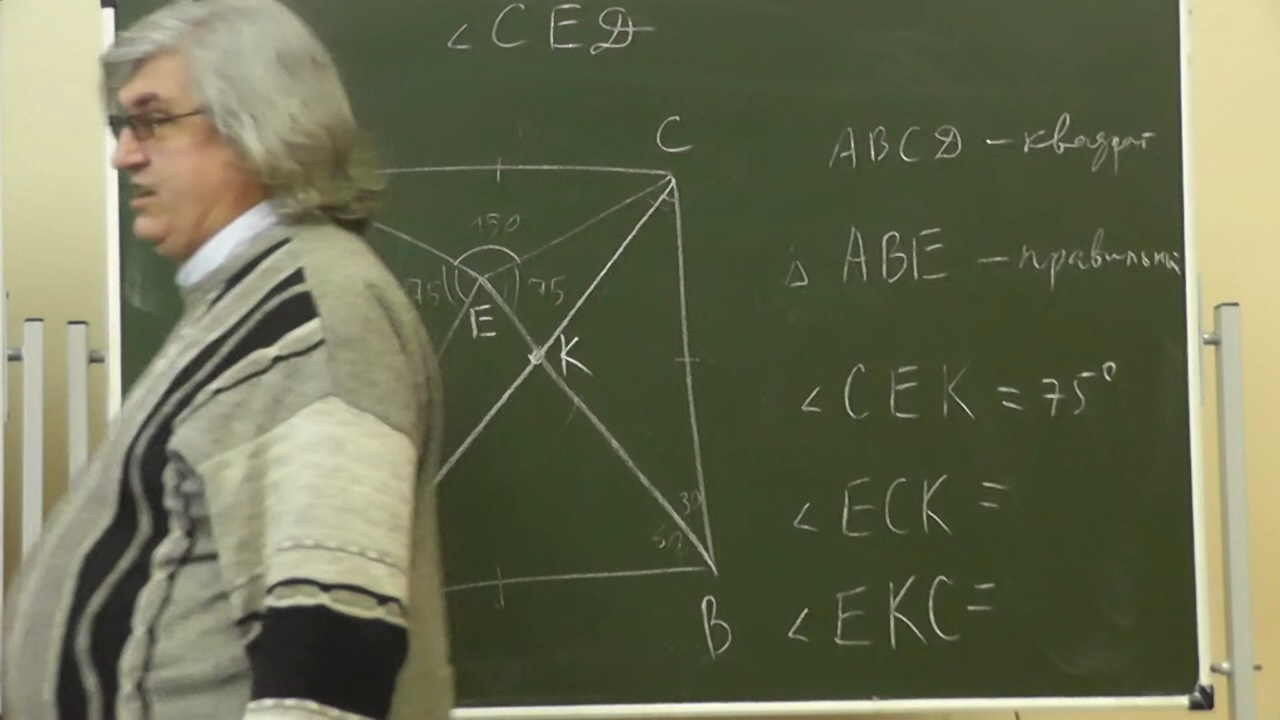 ∠CED
C
ABCD – квадрат
150
△ ABE – правильный
75 75
E
K
∠CEK = 75°
30
∠ECK =
B
∠EKC =